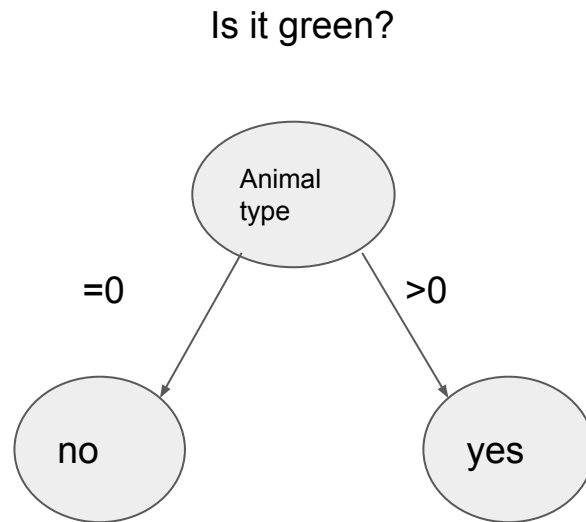 Is it green?
Animal
type
=0
>0
no
yes